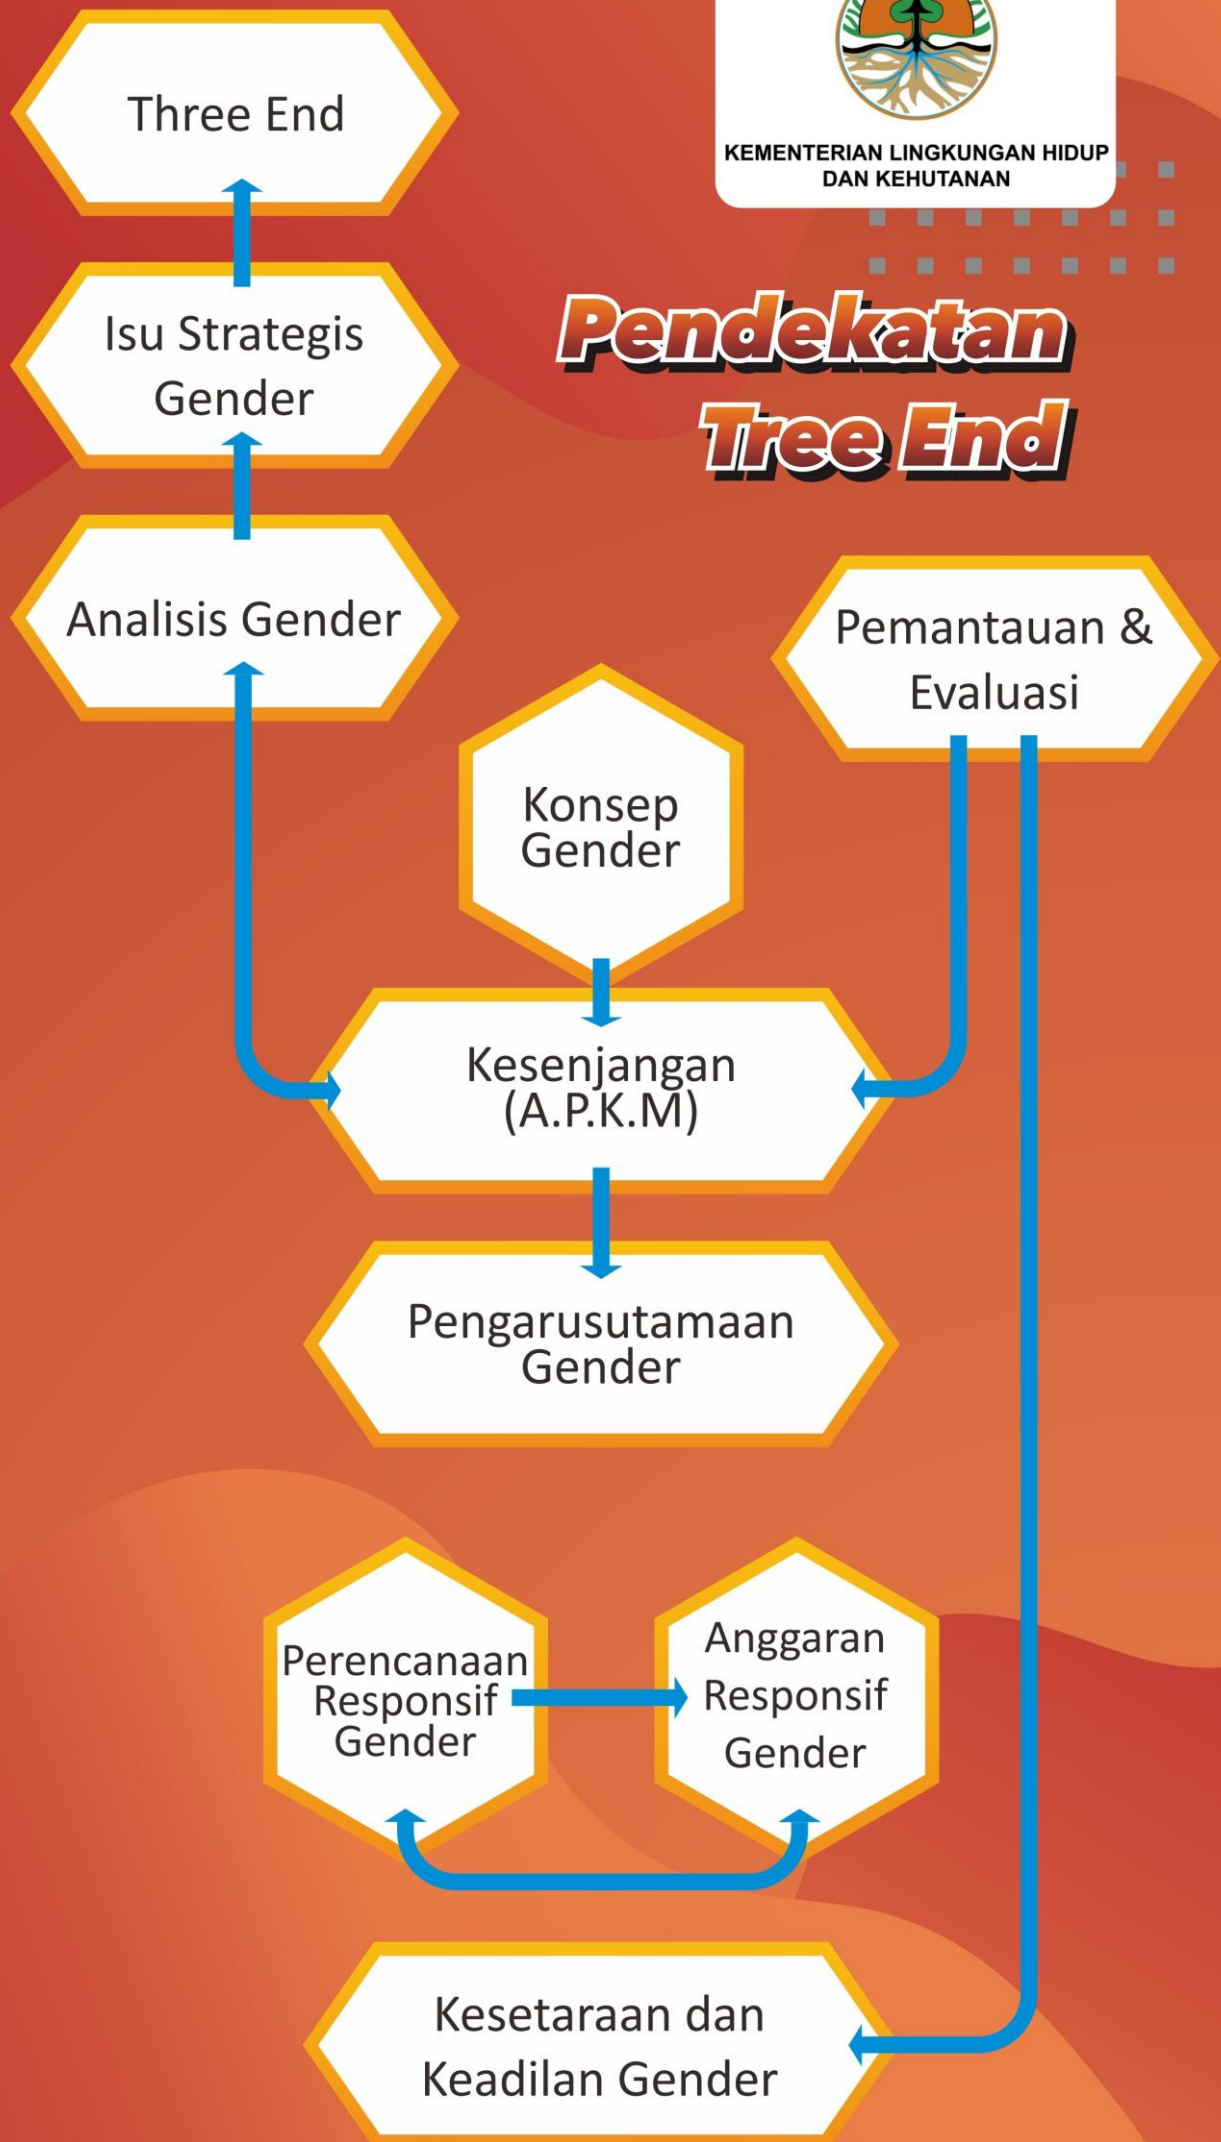 KEMENTERIAN LINGKUNGAN HIDUP
DAN KEHUTANAN
Pendekatan
Tree End
Three End
Isu Strategis
Gender
Analisis Gender
Pemantauan &
Evaluasi
Konsep
Gender
Kesenjangan
(A.P.K.M)
Pengarusutamaan
Gender
Perencanaan
Responsif
Gender
Anggaran
Responsif
Gender
Kesetaraan dan
Keadilan Gender